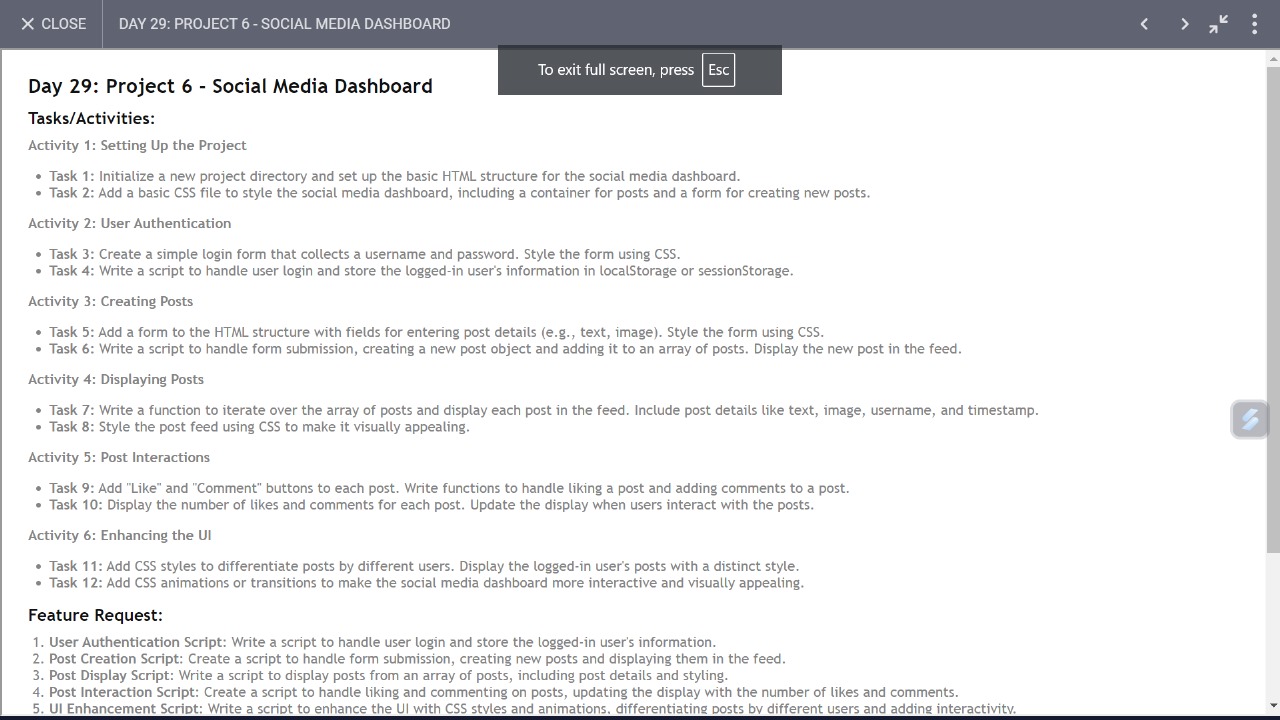 CLOSE
DAY 29: PROJECT 6 - SOCIAL MEDIA DASHBOARD
To exit full screen, press Esc
Day 29: Project 6 - Social Media Dashboard
Tasks/Activities:
Activity 1: Setting Up the Project
• Task 1: Initialize a new project directory and set up the basic HTML structure for the social media dashboard.
• Task 2: Add a basic CSS file to style the social media dashboard, including a container for posts and a form for creating new posts.
Activity 2: User Authentication
• Task 3: Create a simple login form that collects a username and password. Style the form using CSS.
• Task 4: Write a script to handle user login and store the logged-in user's information in localStorage or sessionStorage.
Activity 3: Creating Posts
• Task 5: Add a form to the HTML structure with fields for entering post details (e.g., text, image). Style the form using CSS.
• Task 6: Write a script to handle form submission, creating a new post object and adding it to an array of posts. Display the new post in the feed.
Activity 4: Displaying Posts
• Task 7: Write a function to iterate over the array of posts and display each post in the feed. Include post details like text, image, username, and timestamp.
• Task 8: Style the post feed using CSS to make it visually appealing.
Activity 5: Post Interactions
• Task 9: Add "Like" and "Comment" buttons to each post. Write functions to handle liking a post and adding comments to a post.
• Task 10: Display the number of likes and comments for each post. Update the display when users interact with the posts.
Activity 6: Enhancing the UI
• Task 11: Add CSS styles to differentiate posts by different users. Display the logged-in user's posts with a distinct style.
• Task 12: Add CSS animations or transitions to make the social media dashboard more interactive and visually appealing.
Feature Request:
1. User Authentication Script: Write a script to handle user login and store the logged-in user's information.
2. Post Creation Script: Create a script to handle form submission, creating new posts and displaying them in the feed.
3. Post Display Script: Write a script to display posts from an array of posts, including post details and styling.
4. Post Interaction Script: Create a script to handle liking and commenting on posts, updating the display with the number of likes and comments.
5. UI Enhancement Script: Write a script to enhance the UI with CSS styles and animations, differentiating posts by different users and adding interactivity.